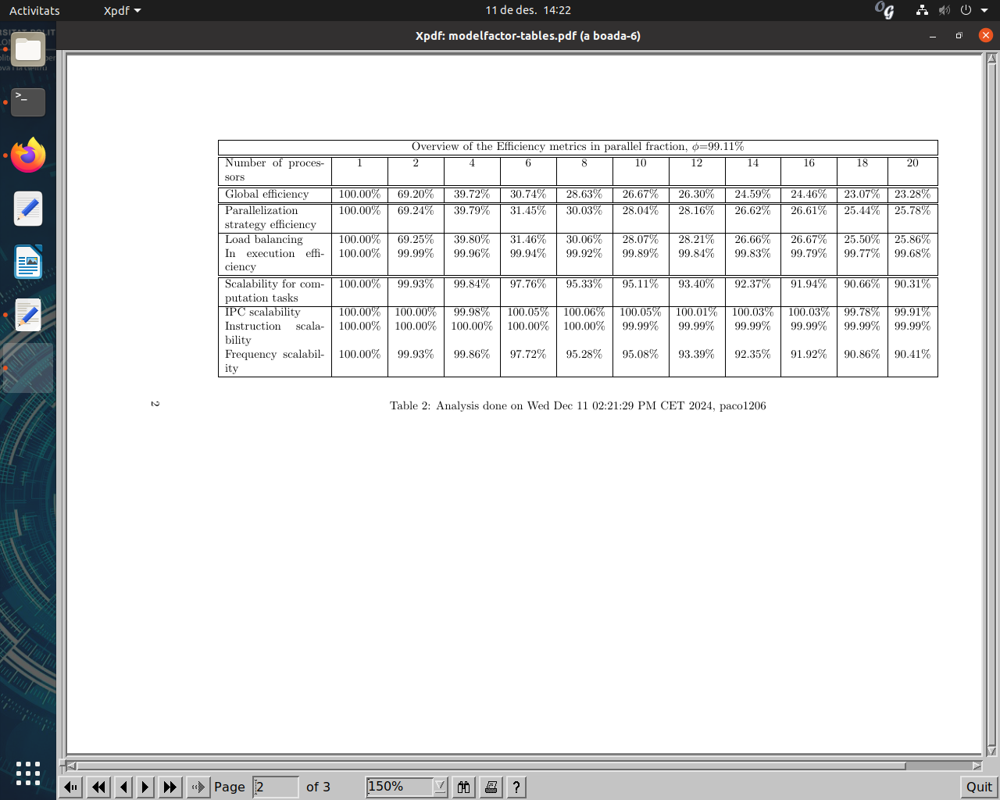 Activitats Xpdf 11 de des. 14:22
Xpdf: modelfactor-tables.pdf (a boada-6)
Overview of the Efficiency metrics in parallel fraction, ϕ=99.11%
Number of proces- 1 2 4 6 8 10 12 14 16 18 20
sors
Global efficiency 100.00% 69.20% 39.72% 30.74% 28.63% 26.67% 26.30% 24.59% 24.46% 23.07% 23.28%
Parallelization 100.00% 69.24% 39.79% 31.45% 30.03% 28.04% 28.16% 26.62% 26.61% 25.44% 25.78%
strategy efficiency
Load balancing 100.00% 69.25% 39.80% 31.46% 30.06% 28.07% 28.21% 26.66% 26.67% 25.50% 25.86%
In execution effi- 100.00% 99.99% 99.96% 99.94% 99.92% 99.89% 99.84% 99.83% 99.79% 99.77% 99.68%
ciency
Scalability for com- 100.00% 99.93% 99.84% 97.76% 95.33% 95.11% 93.40% 92.37% 91.94% 90.66% 90.31%
putation tasks
IPC scalability 100.00% 100.00% 99.98% 100.05% 100.06% 100.05% 100.01% 100.03% 100.03% 99.78% 99.91%
Instruction scala- 100.00% 100.00% 100.00% 100.00% 100.00% 99.99% 99.99% 99.99% 99.99% 99.99% 99.99%
bility
Frequency scalabil- 100.00% 99.93% 99.86% 97.72% 95.28% 95.08% 93.39% 92.35% 91.92% 90.86% 90.41%
ity
2
Table 2: Analysis done on Wed Dec 11 02:21:29 PM CET 2024, paco1206
Page 2 of 3 150% ? Quit